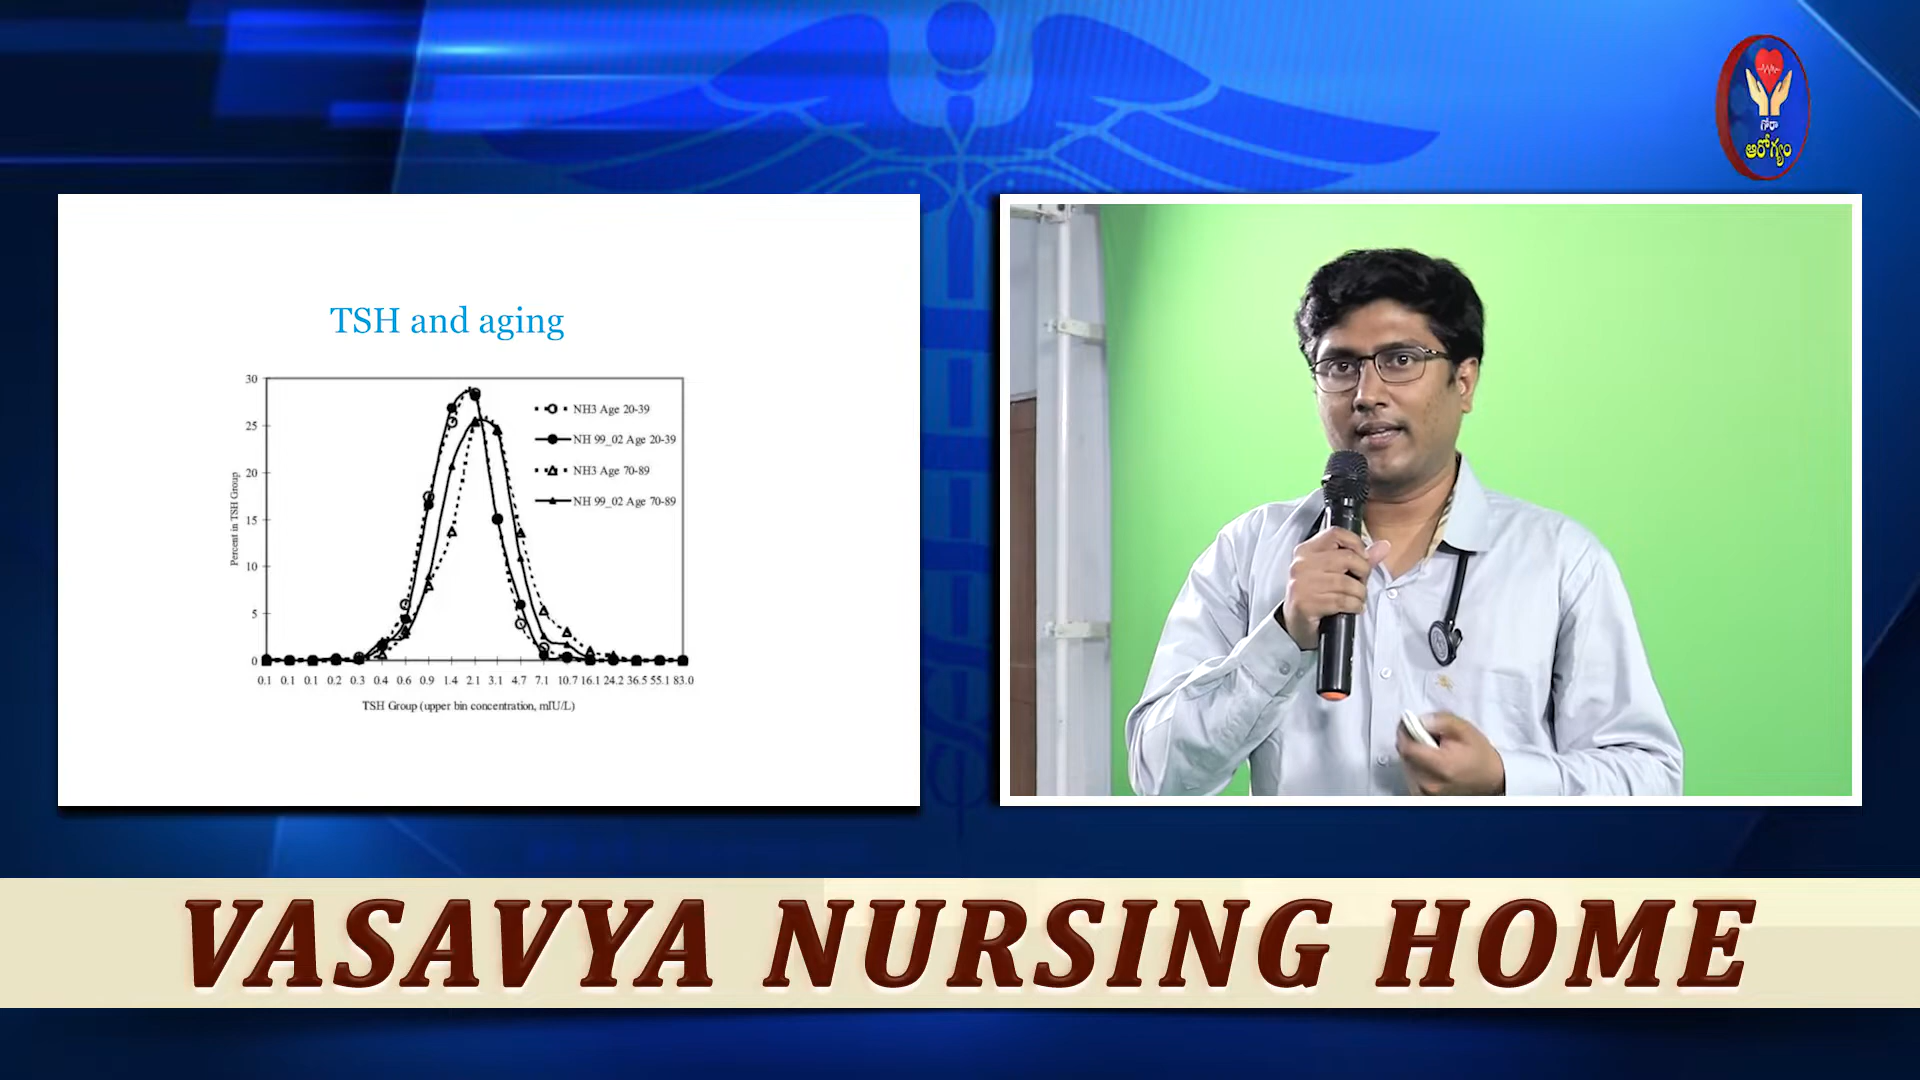 గోరా
ఆరోగ్యం
TSH and aging
30
25
20
15
10
5
0
Percent in TSH Group
NH3 Age 20-39
NH 99_02 Age 20-39
NH3 Age 70-89
NH 99_02 Age 70-89
0.1 0.1 0.1 0.2 0.3 0.4 0.6 0.9 1.4 2.1 3.1 4.7 7.1 10.7 16.1 24.2 36.5 55.1 83.0
TSH Group (upper bin concentration, mIU/L)
VASAVYA NURSING HOME